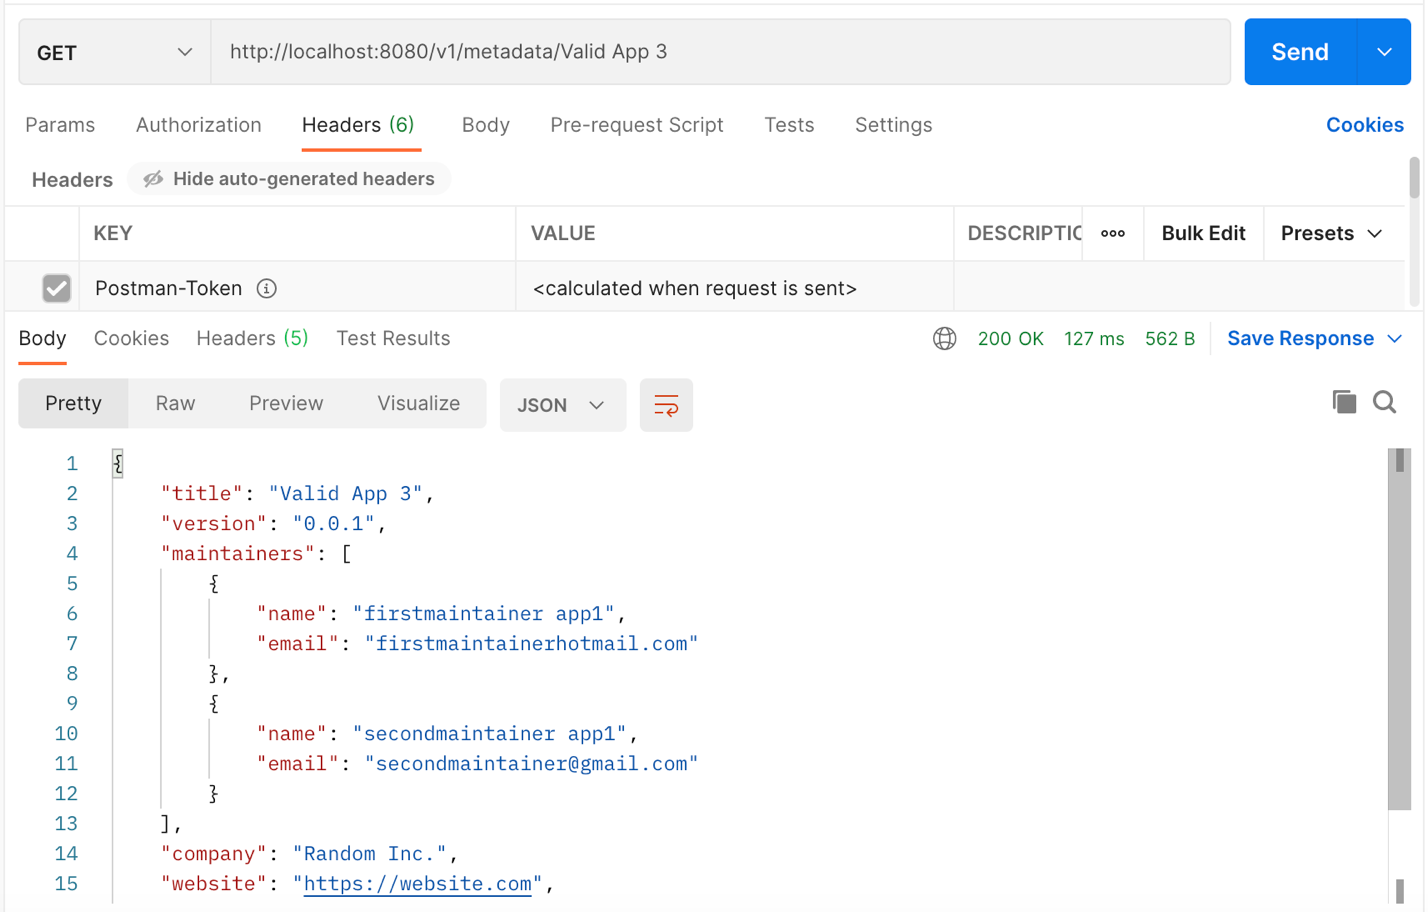 GET http://localhost:8080/v1/metadata/Valid App 3 Send
Params Authorization Headers (6) Body Pre-request Script Tests Settings Cookies
Headers Hide auto-generated headers
KEY VALUE DESCRIPTIC ooo Bulk Edit Presets
Postman-Token <calculated when request is sent>
Body Cookies Headers (5) Test Results 200 OK 127 ms 562 B Save Response
Pretty Raw Preview Visualize JSON
1 {
2 "title": "Valid App 3",
3 "version": "0.0.1",
4 "maintainers": [
5 {
6 "name": "firstmaintainer app1",
7 "email": "firstmaintainerhotmail.com"
8 },
9 {
10 "name": "secondmaintainer app1",
11 "email": "secondmaintainer@gmail.com"
12 }
13 ],
14 "company": "Random Inc.",
15 "website": "https://website.com",